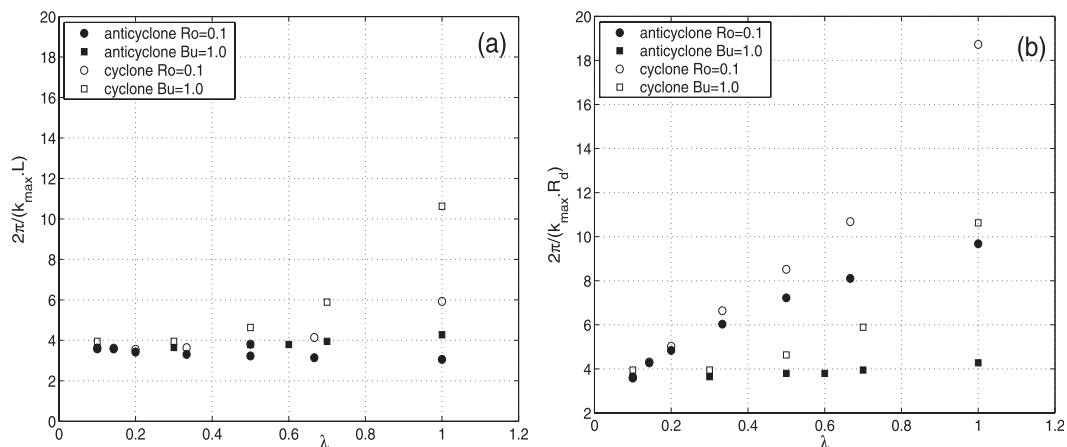 20
18
16
14
12
10
8
6
4
2
0
2π/(k_max.L)
anticyclone Ro=0.1
anticyclone Bu=1.0
cyclone Ro=0.1
cyclone Bu=1.0
(a)
0 0.2 0.4 0.6 0.8 1 1.2
λ
20
18
16
14
12
10
8
6
4
2
2π/(k_max.R_d)
anticyclone Ro=0.1
anticyclone Bu=1.0
cyclone Ro=0.1
cyclone Bu=1.0
(b)
0 0.2 0.4 0.6 0.8 1 1.2
λ